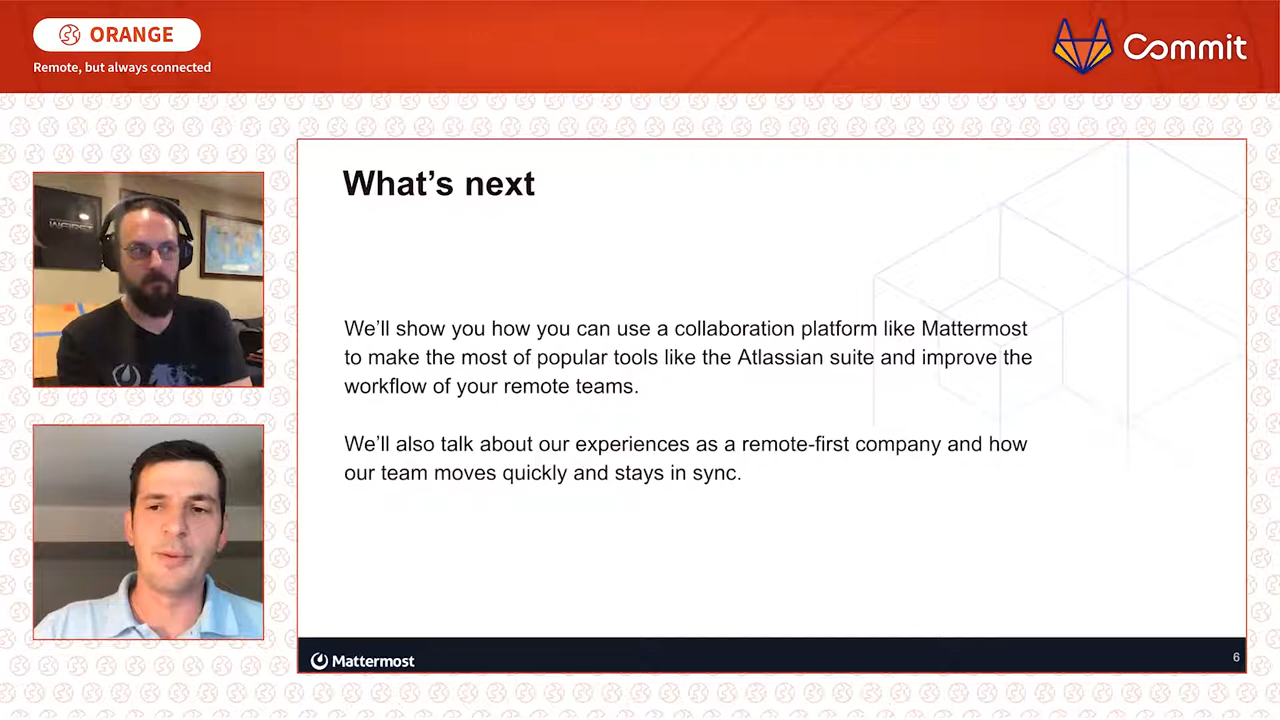 ORANGE
Remote, but always connected
Commit
What’s next
We’ll show you how you can use a collaboration platform like Mattermost
to make the most of popular tools like the Atlassian suite and improve the
workflow of your remote teams.
We’ll also talk about our experiences as a remote-first company and how
our team moves quickly and stays in sync.
Mattermost
6